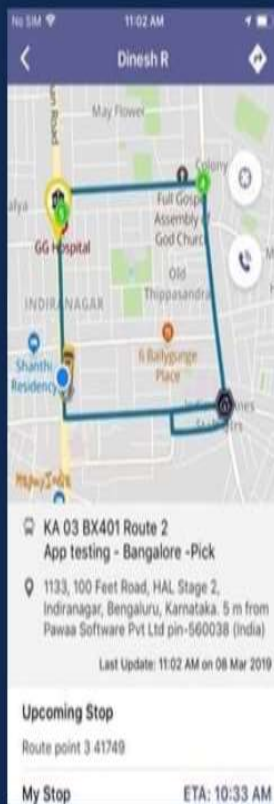 No SIM 11:02 AM
Dinesh R
May Flower
Colony
Full Gosp
Assembly of
God Church
GG Hospital
Old
Thippasandra
INDIRANAGAR
Shanthi
Residency
6 Ballygunge
Place
KA 03 BX401 Route 2
App testing - Bangalore -Pick
1133, 100 Feet Road, HAL Stage 2,
Indiranagar, Bengaluru, Karnataka. 5 m from
Pawaa Software Pvt Ltd pin-560038 (India)
Last Update: 11:02 AM on 08 Mar 2019
Upcoming Stop
Route point 3 41749
My Stop ETA: 10:33 AM